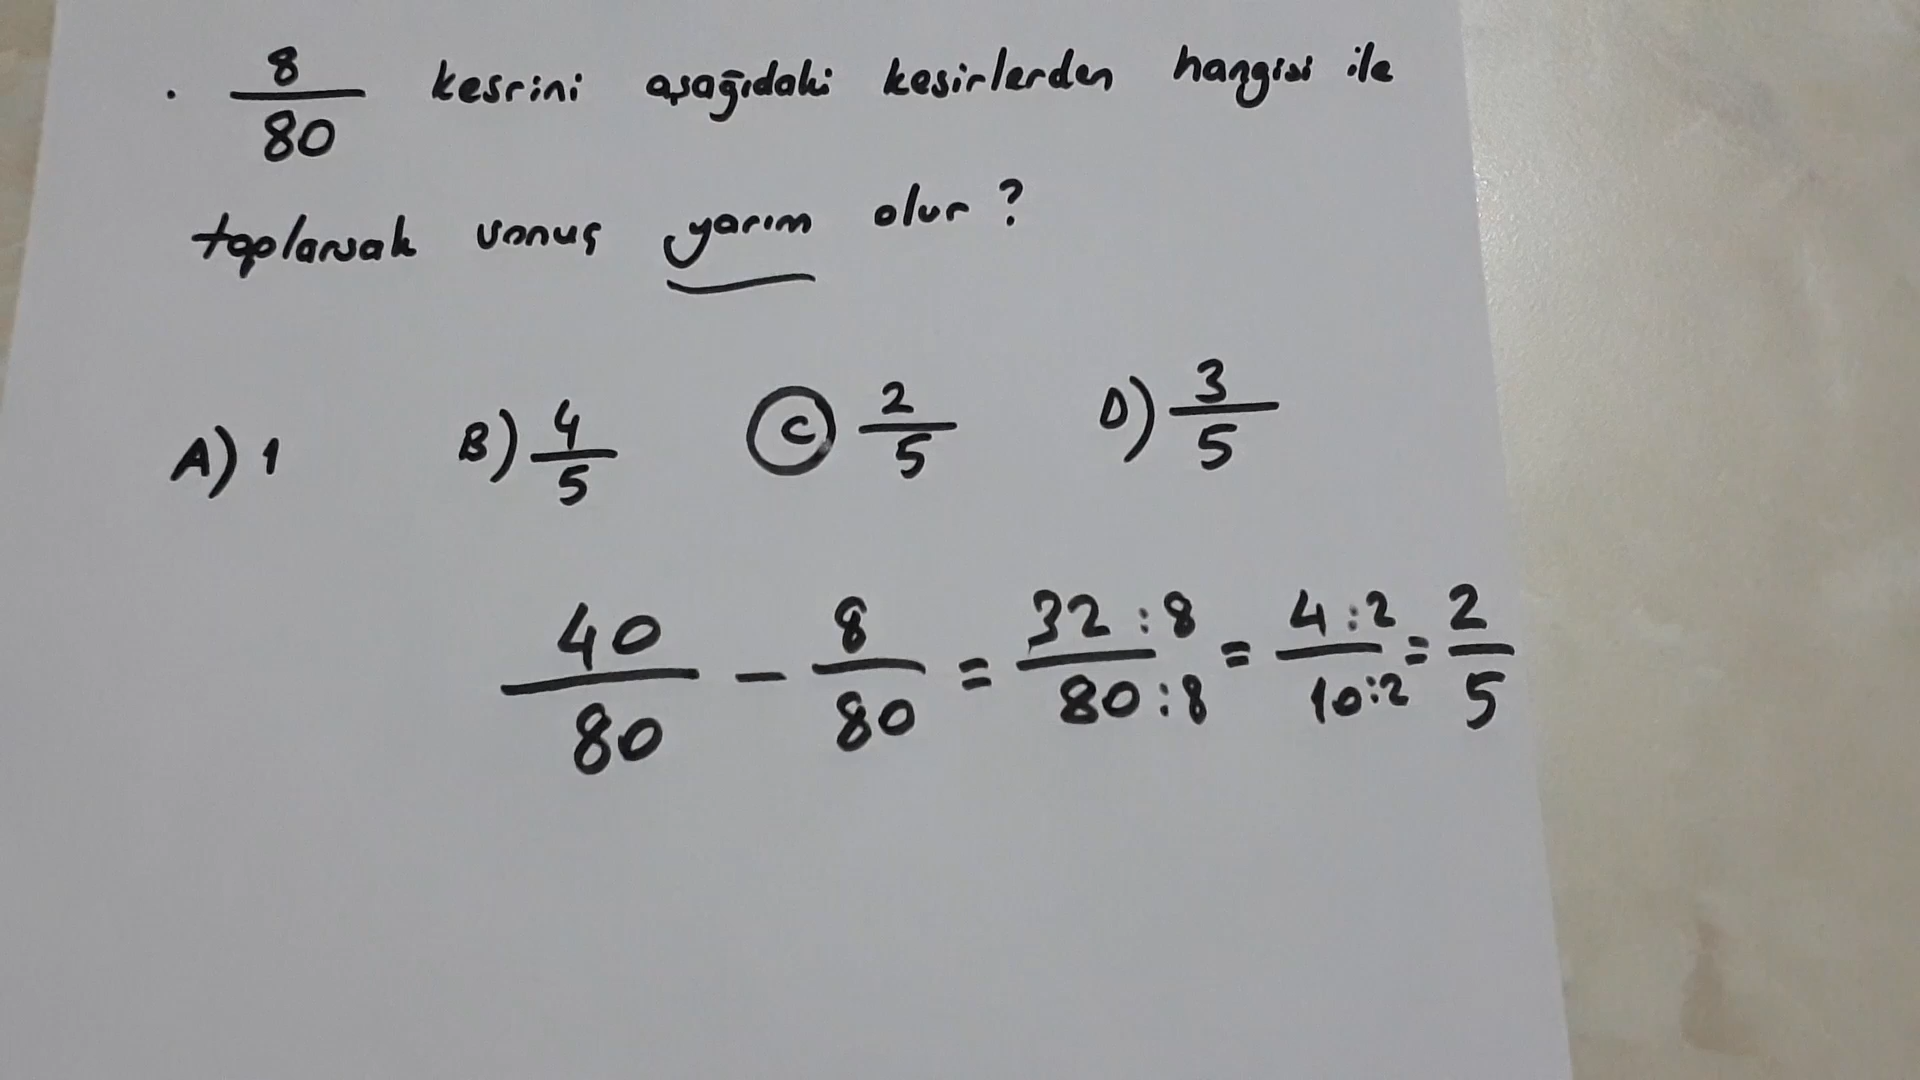 . 8/80 kesrini aşağıdaki kesirlerden hangisi ile
toplarsak sonuç yarım olur ?
A) 1 B) 4/5 C 2/5 D) 3/5
40/80 - 8/80 = 32:8/80:8 = 4:2/10:2 = 2/5